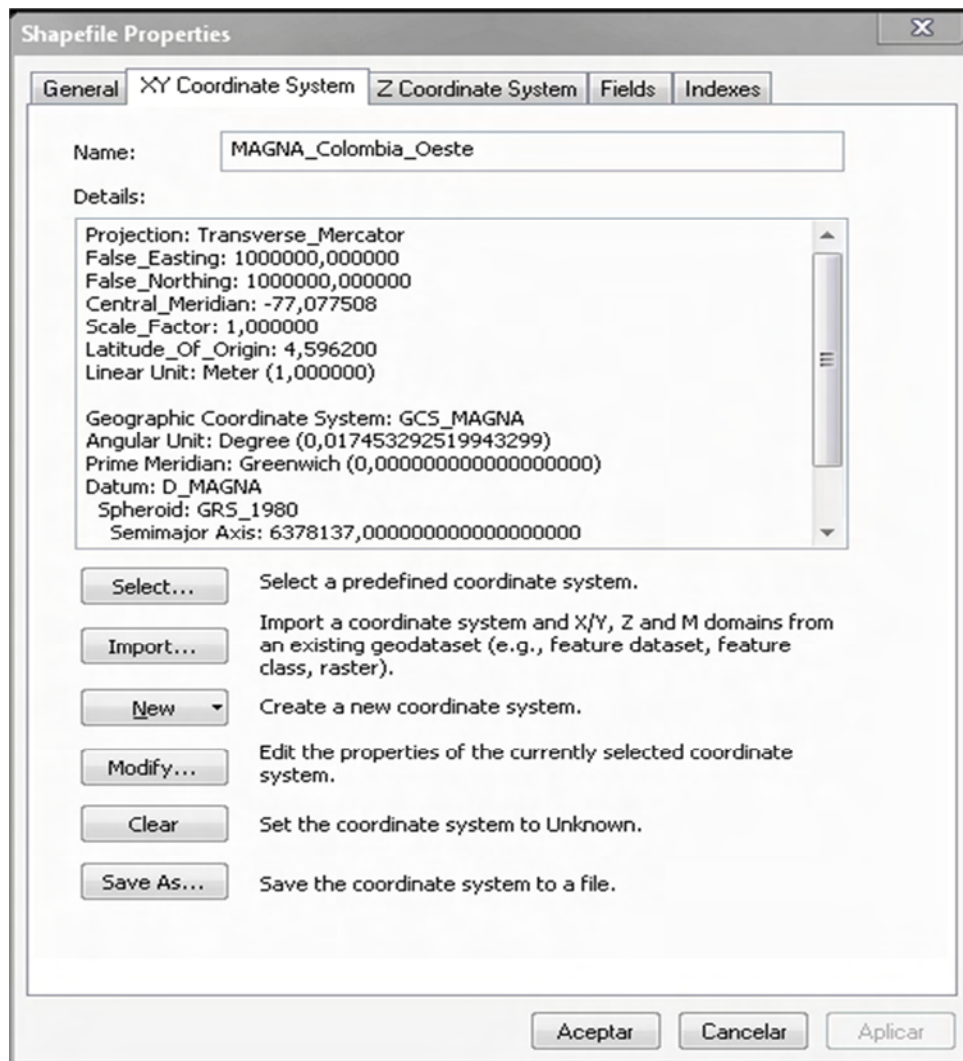 Shapefile Properties
General XY Coordinate System Z Coordinate System Fields Indexes
Name: MAGNA_Colombia_Oeste
Details:
Projection: Transverse_Mercator
False_Easting: 1000000,000000
False_Northing: 1000000,000000
Central_Meridian: -77,077508
Scale_Factor: 1,000000
Latitude_Of_Origin: 4,596200
Linear Unit: Meter (1,000000)
Geographic Coordinate System: GCS_MAGNA
Angular Unit: Degree (0,017453292519943299)
Prime Meridian: Greenwich (0,000000000000000000)
Datum: D_MAGNA
Spheroid: GRS_1980
Semimajor Axis: 6378137,000000000000000000
Select... Select a predefined coordinate system.
Import... Import a coordinate system and X/Y, Z and M domains from
an existing geodataset (e.g., feature dataset, feature
class, raster).
New Create a new coordinate system.
Modify... Edit the properties of the currently selected coordinate
system.
Clear Set the coordinate system to Unknown.
Save As... Save the coordinate system to a file.
Aceptar Cancelar Aplicar